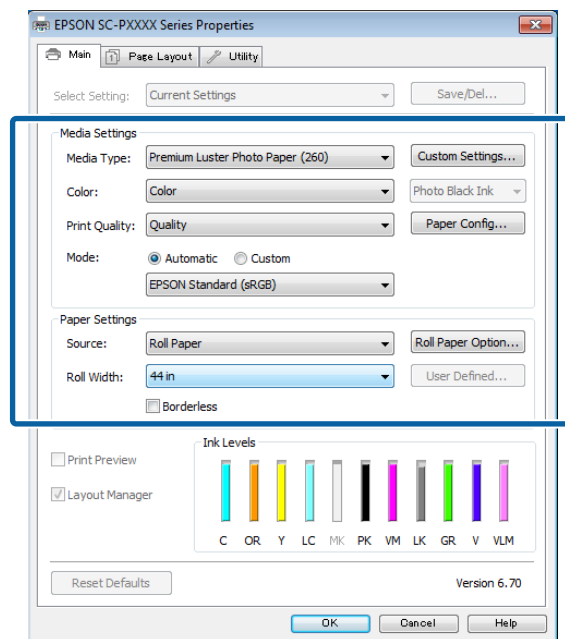 EPSON SC-PXXXX Series Properties
Main Page Layout Utility
Select Setting: Current Settings Save/Del...
Media Settings
Media Type: Premium Luster Photo Paper (260) Custom Settings...
Color: Color Photo Black Ink
Print Quality: Quality Paper Config...
Mode: Automatic Custom
EPSON Standard (sRGB)
Paper Settings
Source: Roll Paper Roll Paper Option...
Roll Width: 44 in User Defined...
Borderless
Ink Levels
Print Preview
Layout Manager
C OR Y LC MK PK VM LK GR V VLM
Reset Defaults Version 6.70
OK Cancel Help